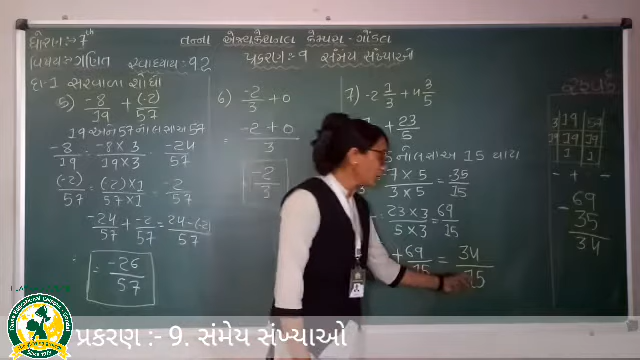 ધોરણ:- 7th
તન્ના એજ્યુકેશનલ કેમ્પસ - ગોંડલ
વિષય:- ગણિત સ્વાધ્યાય:- 9.2
પ્રકરણ:- 9 સંમેય સંખ્યાઓ
દા-1 સરવાળા શોધો
5) -8/19 + (-2)/57
19 અને 57 નો લસાઅ 57
-8/19 = -8 × 3/19 × 3 = -24/57
(-2)/57 = (-2) × 1/57 × 1 = -2/57
-24/57 + -2/57 = 24-(-2)/57
= -26/57
6) -2/3 + 0
= -2 + 0/3
-2/3
7) -2 1/3 + 4 3/5
+ 23/5
નો લસાઅ 15 થાય
7 × 5/3 × 5 = -35/15
= 23 × 3/5 × 3 = 69/15
+ 69/15 = 34/15
3 19 57
19 19 19
1 1
- + -
69
- 35
34
પ્રકરણ :- 9. સંમેય સંખ્યાઓ